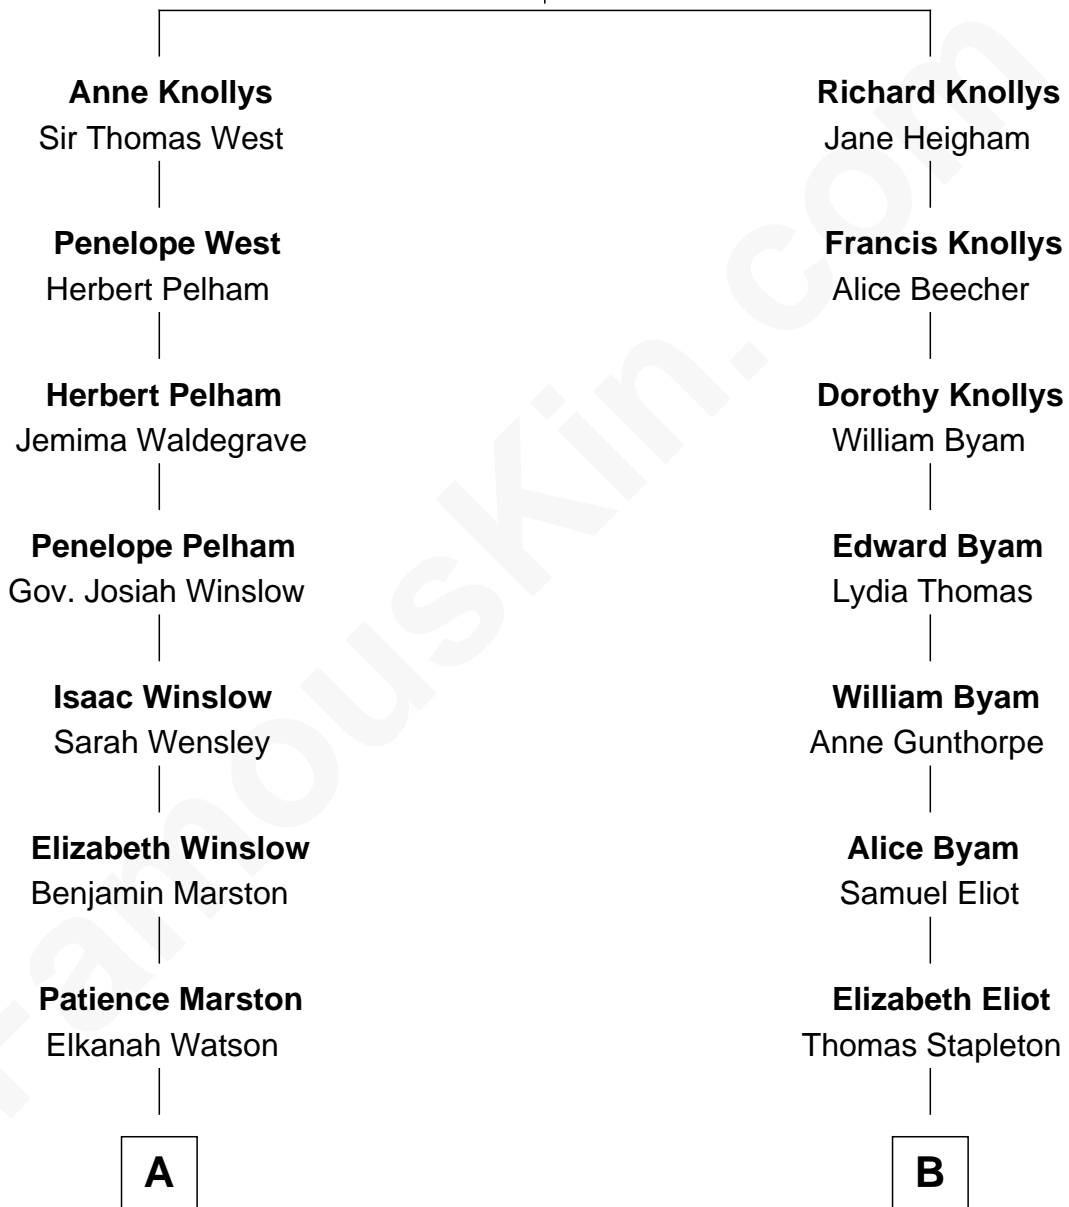 Anne Knollys
Sir Thomas West
Penelope West
Herbert Pelham
Herbert Pelham
Jemima Waldegrave
Penelope Pelham
Gov. Josiah Winslow
Isaac Winslow
Sarah Wensley
Elizabeth Winslow
Benjamin Marston
Patience Marston
Elkanah Watson
A
Richard Knollys
Jane Heigham
Francis Knollys
Alice Beecher
Dorothy Knollys
William Byam
Edward Byam
Lydia Thomas
William Byam
Anne Gunthorpe
Alice Byam
Samuel Eliot
Elizabeth Eliot
Thomas Stapleton
B
FamousKin.com